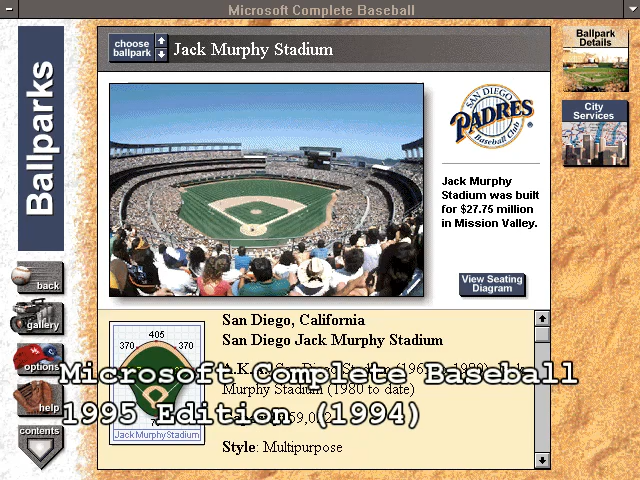 Microsoft Complete Baseball
Ballparks
choose
ballpark
Jack Murphy Stadium
Ballpark
Details
City
Services
SAN DIEGO
PADRES
Baseball Club
Jack Murphy
Stadium was built
for $27.75 million
in Mission Valley.
View Seating
Diagram
back
gallery
options
help
contents
405
370
370
Jack Murphy Stadium
San Diego, California
San Diego Jack Murphy Stadium
Murphy Stadium (1980 to date)
Style: Multipurpose
Microsoft Complete Baseball
1995 Edition (1994)